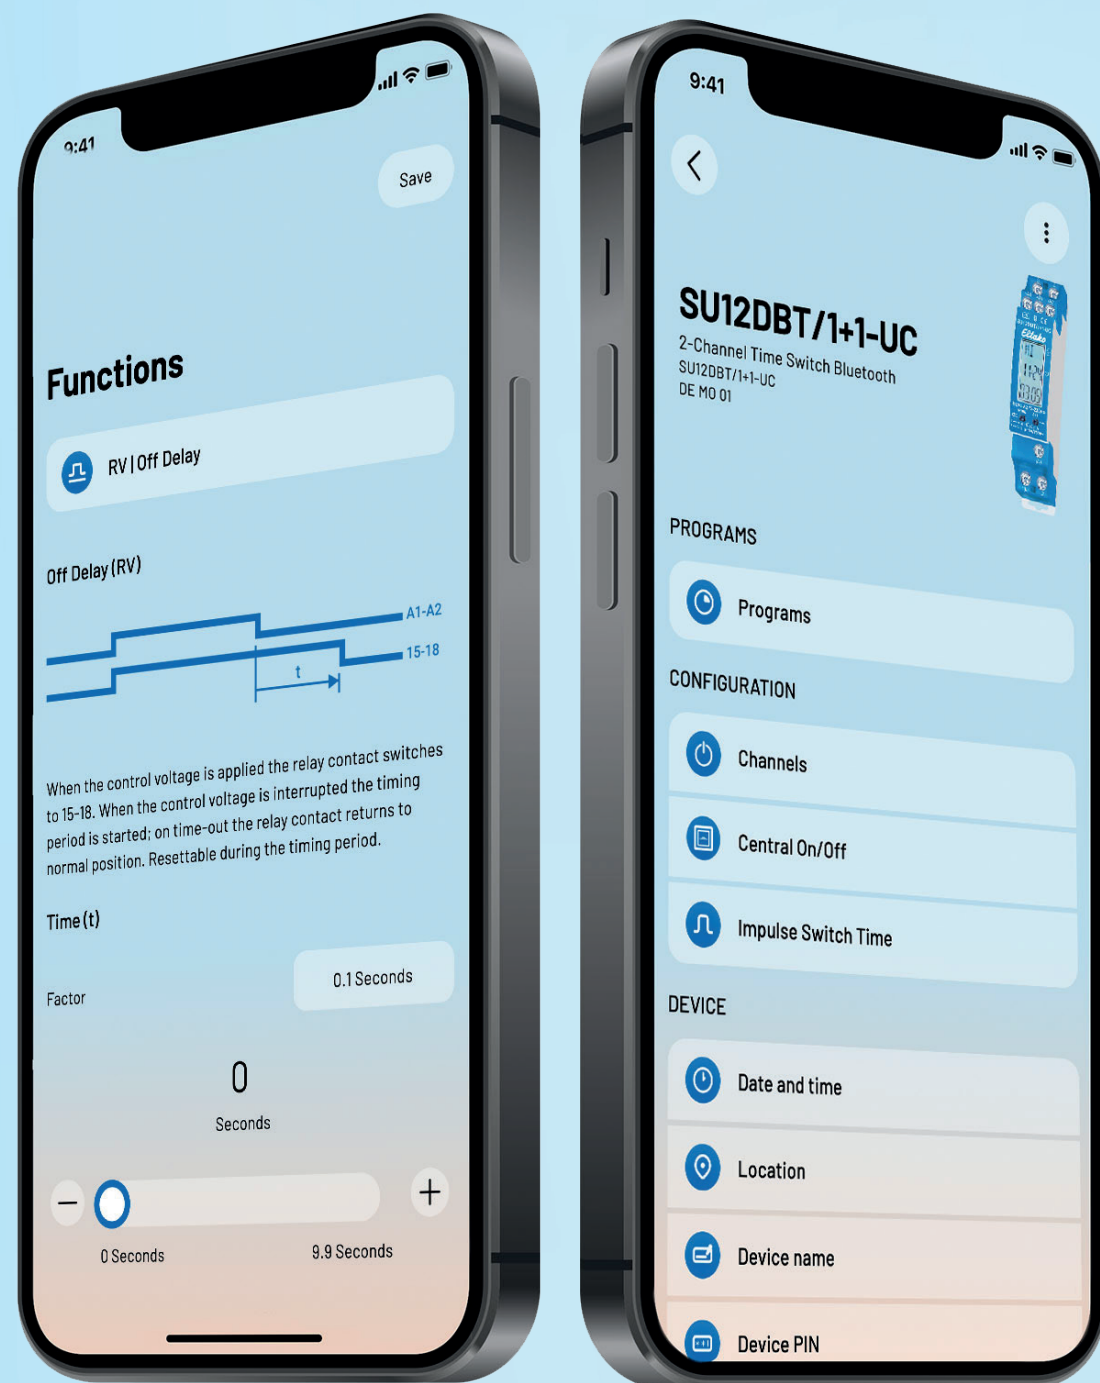 9:41
Save
Functions
RV | Off Delay
Off Delay (RV)
A1-A2
15-18
t
When the control voltage is applied the relay contact switches
to 15-18. When the control voltage is interrupted the timing
period is started; on time-out the relay contact returns to
normal position. Resettable during the timing period.
Time (t)
Factor
0.1 Seconds
0
Seconds
0 Seconds
9.9 Seconds
9:41
SU12DBT/1+1-UC
2-Channel Time Switch Bluetooth
SU12DBT/1+1-UC
DE MO 01
Eltako
PROGRAMS
Programs
CONFIGURATION
Channels
Central On/Off
Impulse Switch Time
DEVICE
Date and time
Location
Device name
Device PIN